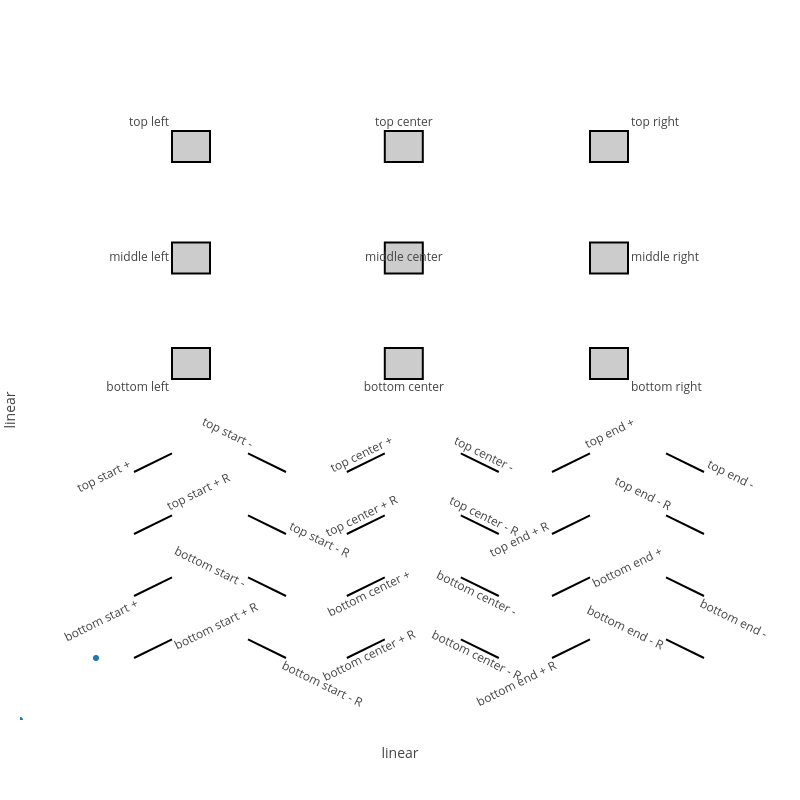 top left
top center
top right
middle left
middle center
middle right
bottom left
bottom center
bottom right
linear
top start +
top start -
top center +
top center -
top end +
top end -
top start + R
top start - R
top center + R
top center - R
top end + R
top end - R
bottom start +
bottom start -
bottom center +
bottom center -
bottom end +
bottom end -
bottom start + R
bottom start - R
bottom center + R
bottom center - R
bottom end + R
bottom end - R
linear